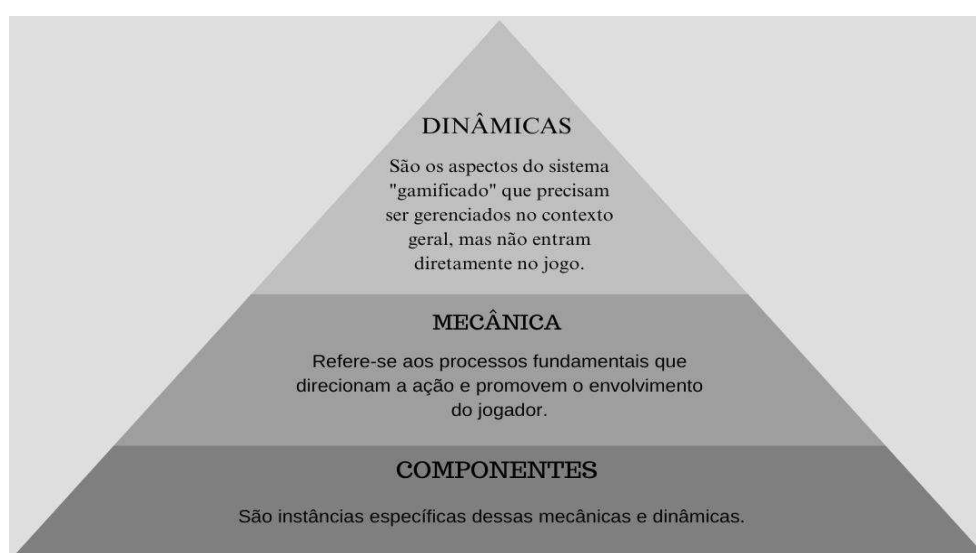 DINÂMICAS
São os aspectos do sistema
"gamificado" que precisam
ser gerenciados no contexto
geral, mas não entram
diretamente no jogo.
MECÂNICA
Refere-se aos processos fundamentais que
direcionam a ação e promovem o envolvimento
do jogador.
COMPONENTES
São instâncias específicas dessas mecânicas e dinâmicas.